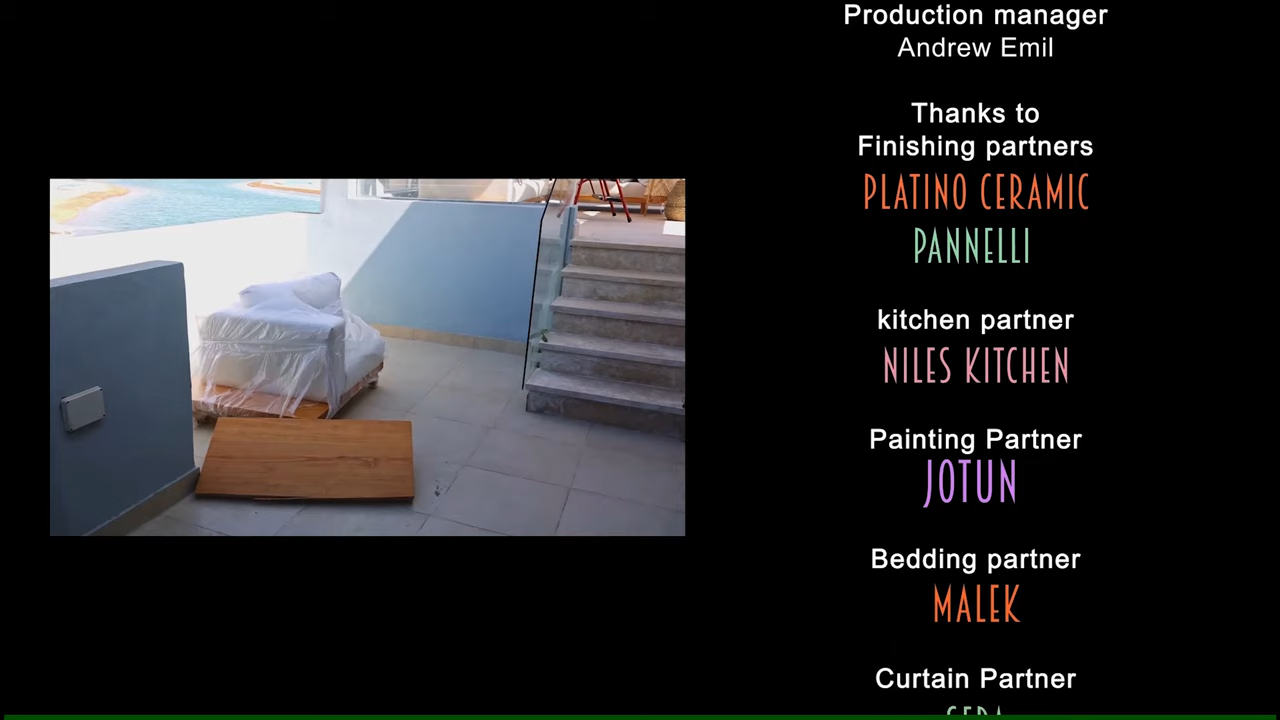 Production manager
Andrew Emil
Thanks to
Finishing partners
PLATINO CERAMIC
PANNELLI
kitchen partner
NILES KITCHEN
Painting Partner
JOTUN
Bedding partner
MALEK
Curtain Partner